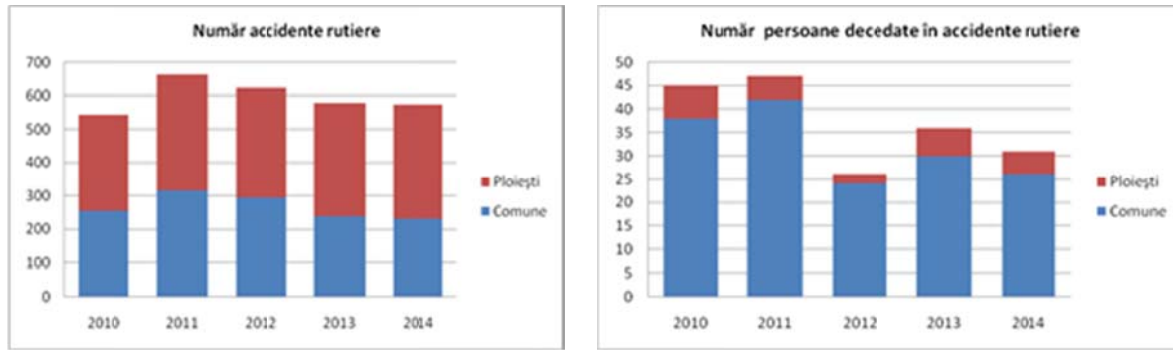 Număr accidente rutiere
700
600
500
400
300
200
100
0
2010 2011 2012 2013 2014
Ploiești
Comune
Număr persoane decedate în accidente rutiere
50
45
40
35
30
25
20
15
10
5
0
2010 2011 2012 2013 2014
Ploiești
Comune